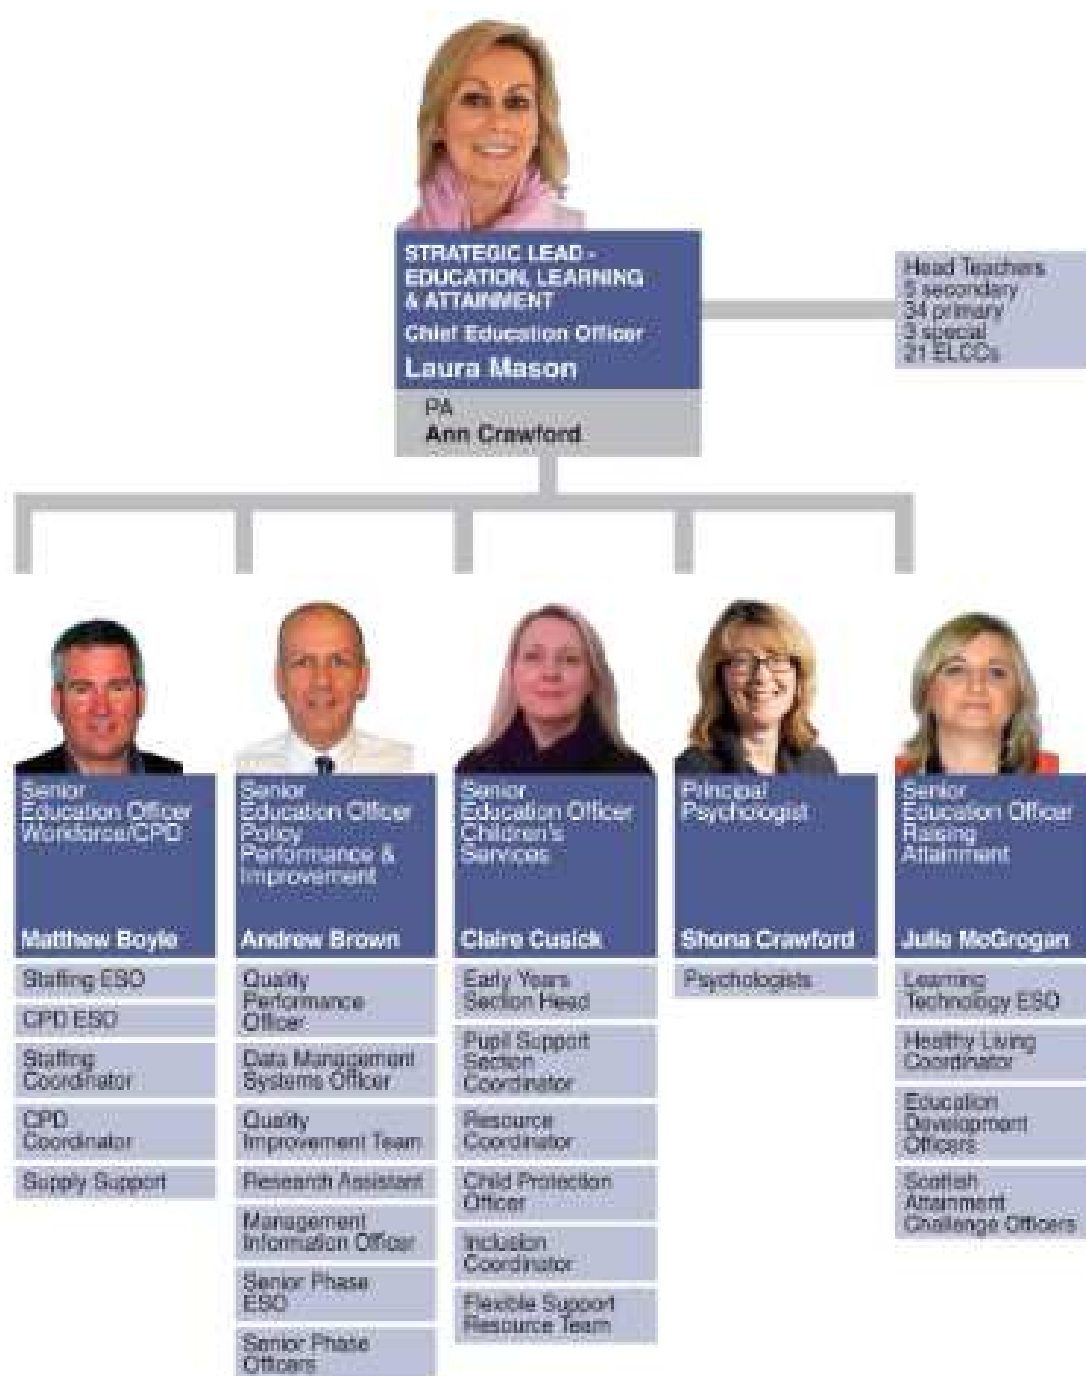 STRATEGIC LEAD -
EDUCATION, LEARNING
& ATTAINMENT
Chief Education Officer
Laura Mason
PA
Ann Crawford
Head Teachers
5 secondary
34 primary
3 special
21 ELCCs
Senior
Education Officer
Workforce/CPD
Matthew Boyle
Staffing ESO
CPD ESO
Staffing
Coordinator
CPD
Coordinator
Supply Support
Senior
Education Officer
Policy
Performance &
Improvement
Andrew Brown
Quality
Performance
Officer
Data Management
Systems Officer
Quality
Improvement Team
Research Assistant
Management
Information Officer
Senior Phase
ESO
Senior Phase
Officers
Senior
Education Officer
Children's
Services
Claire Cusick
Early Years
Section Head
Pupil Support
Section
Coordinator
Resource
Coordinator
Child Protection
Officer
Inclusion
Coordinator
Flexible Support
Resource Team
Principal
Psychologist
Shona Crawford
Psychologists
Senior
Education Officer
Raising
Attainment
Julie McGrogan
Learning
Technology ESO
Healthy Living
Coordinator
Education
Development
Officers
Scottish
Attainment
Challenge Officers